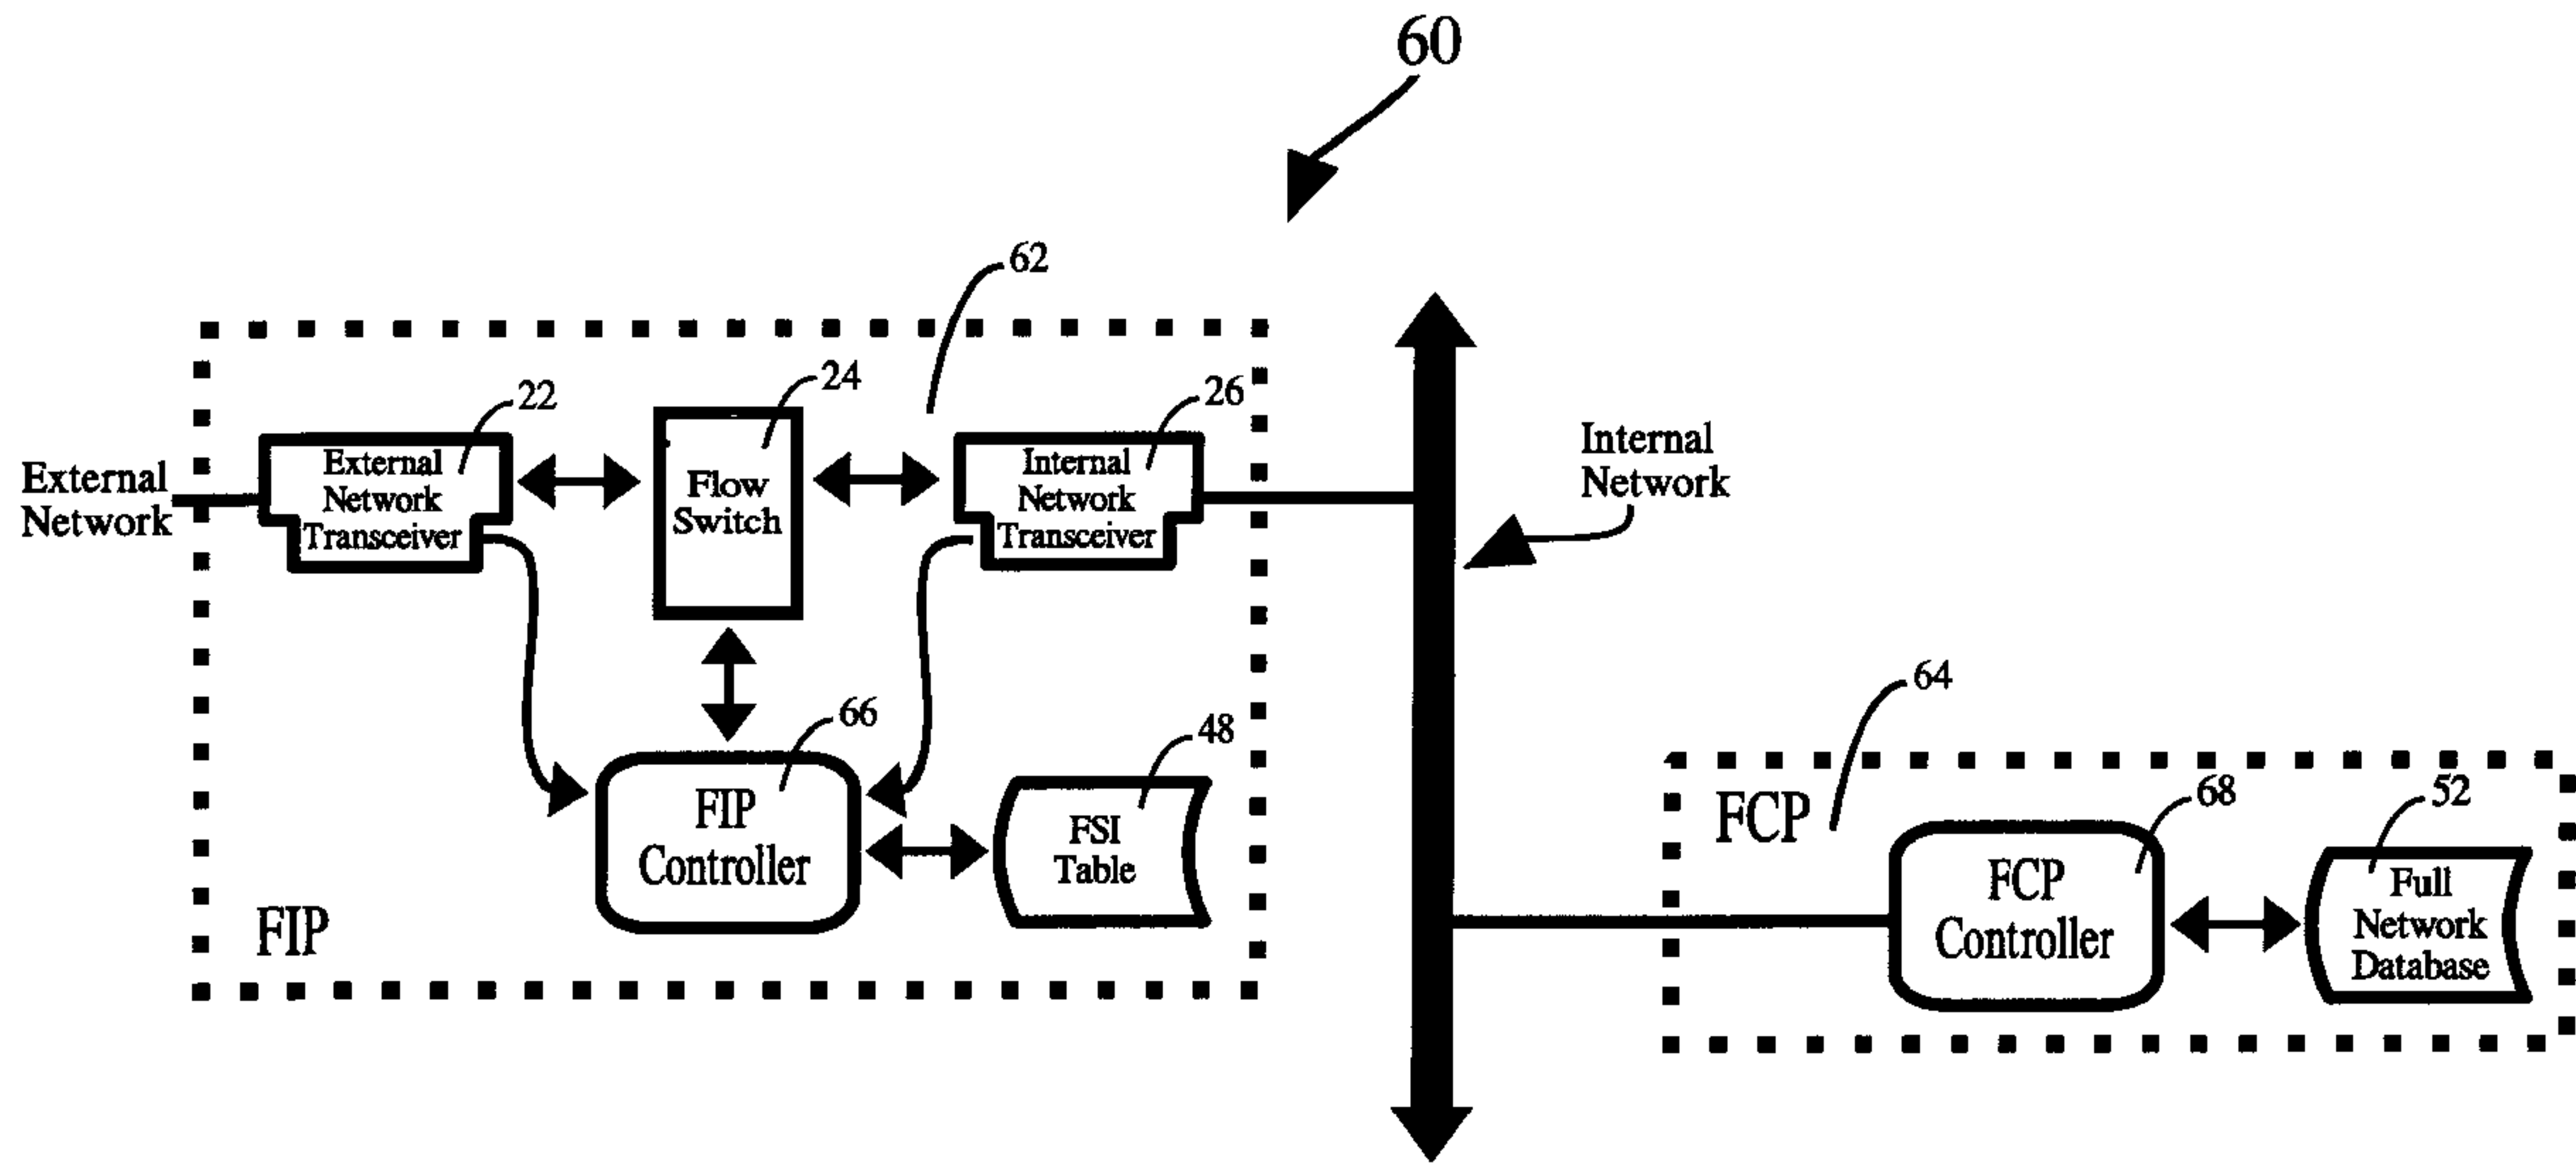 60
62
22
24
26
External
Network
External
Network
Transceiver
Flow
Switch
Internal
Network
Transceiver
Internal
Network
66
48
FIP
Controller
FSI
Table
FIP
64
FCP
68
52
FCP
Controller
Full
Network
Database